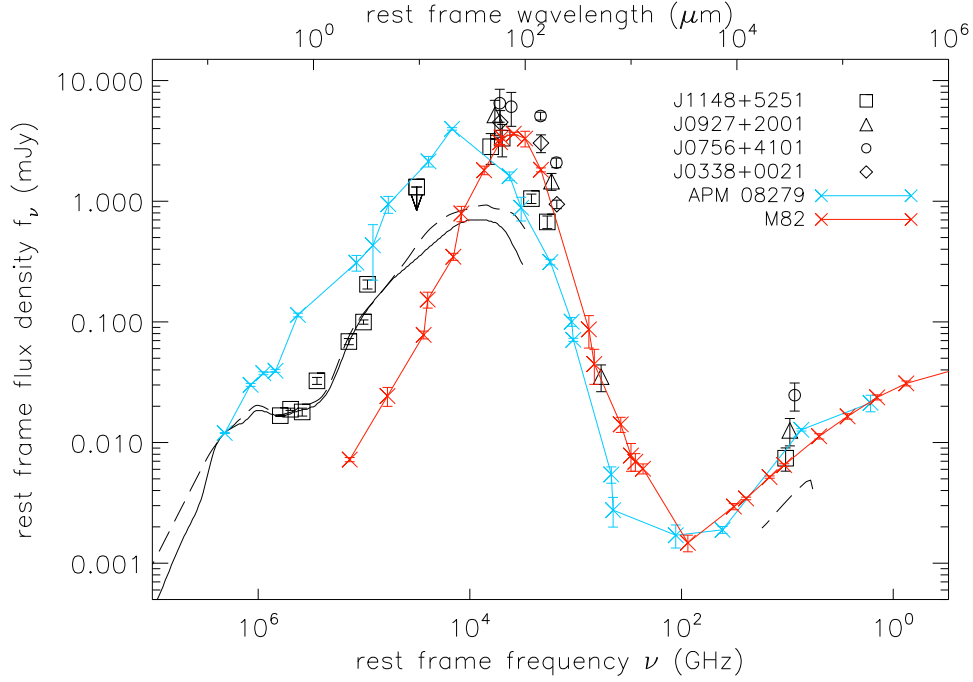 rest frame wavelength (μm)
10⁰ 10² 10⁴ 10⁶
10.000
1.000
0.100
0.010
0.001
rest frame flux density f_ν (mJy)
J1148+5251
J0927+2001
J0756+4101
J0338+0021
APM 08279
M82
10⁶ 10⁴ 10² 10⁰
rest frame frequency ν (GHz)